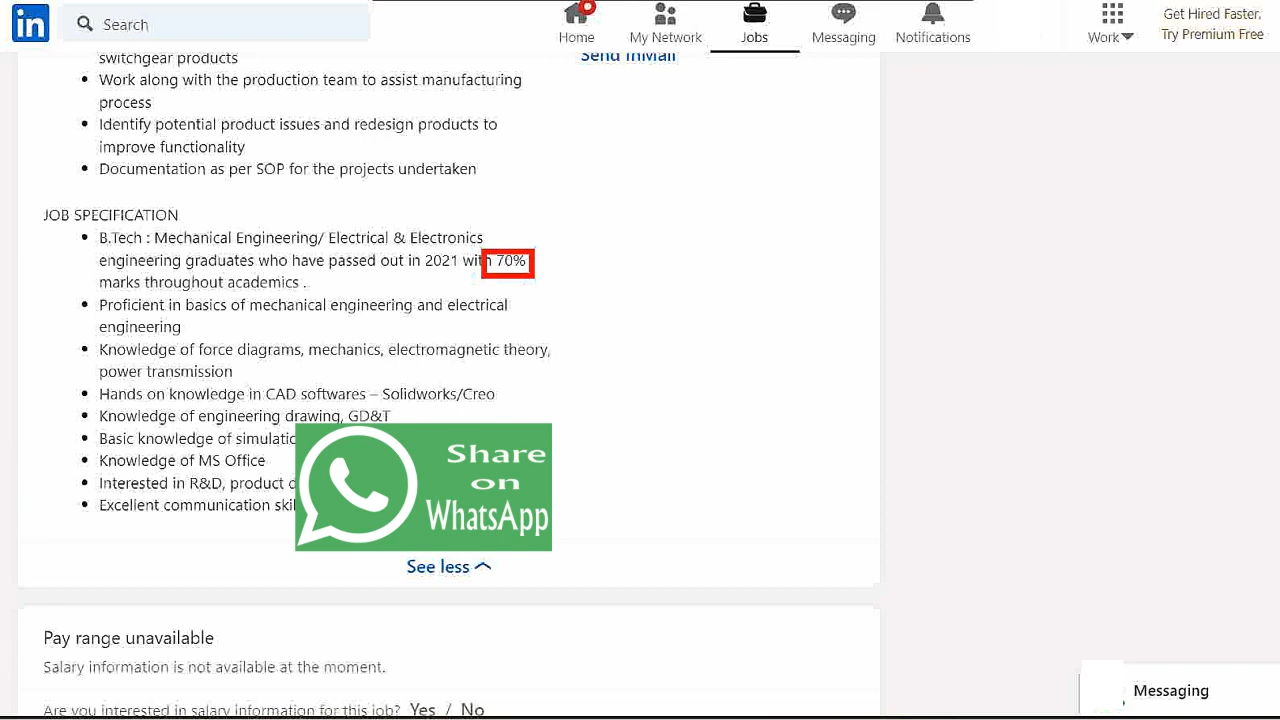 in
Search
Home
My Network
Jobs
Messaging
Notifications
Work
Get Hired Faster.
Try Premium Free
switchgear products
Send InMail
Work along with the production team to assist manufacturing
process
Identify potential product issues and redesign products to
improve functionality
Documentation as per SOP for the projects undertaken
JOB SPECIFICATION
B.Tech : Mechanical Engineering/ Electrical & Electronics
engineering graduates who have passed out in 2021 with 70%
marks throughout academics .
Proficient in basics of mechanical engineering and electrical
engineering
Knowledge of force diagrams, mechanics, electromagnetic theory,
power transmission
Hands on knowledge in CAD softwares – Solidworks/Creo
Knowledge of engineering drawing, GD&T
Basic knowledge of
Knowledge of MS Office
Interested in R&D, product
Excellent communication
Share
on
WhatsApp
See less
Pay range unavailable
Salary information is not available at the moment.
Are you interested in salary information for this job? Yes / No
Messaging